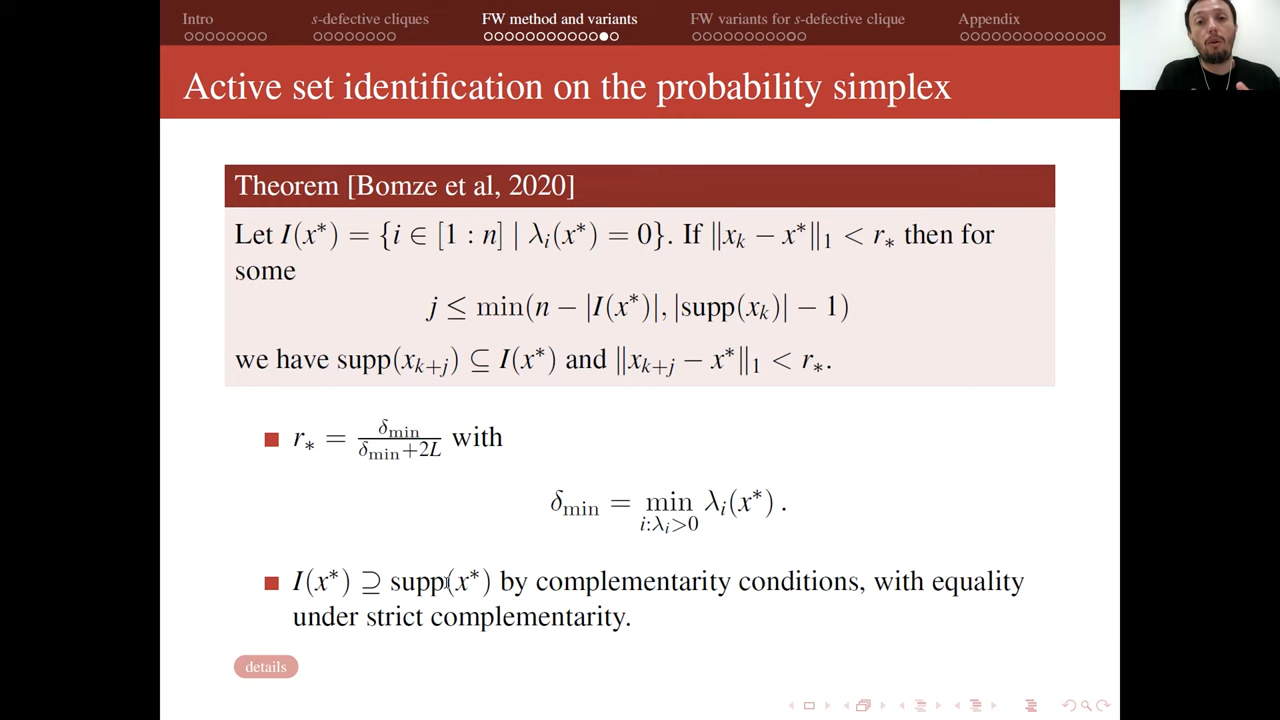 Intro
s-defective cliques
FW method and variants
FW variants for s-defective clique
Appendix
Active set identification on the probability simplex
Theorem [Bomze et al, 2020]
Let I(x*) = {i ∈ [1 : n] | λ_i(x*) = 0}. If ‖x_k − x*‖_1 < r_* then for
some
j ≤ min(n − |I(x*)|, |supp(x_k)| − 1)
we have supp(x_{k+j}) ⊆ I(x*) and ‖x_{k+j} − x*‖_1 < r_*.
r_* = δ_min / (δ_min + 2L) with
δ_min = min_{i:λ_i>0} λ_i(x*) .
I(x*) ⊇ supp(x*) by complementarity conditions, with equality
under strict complementarity.
details